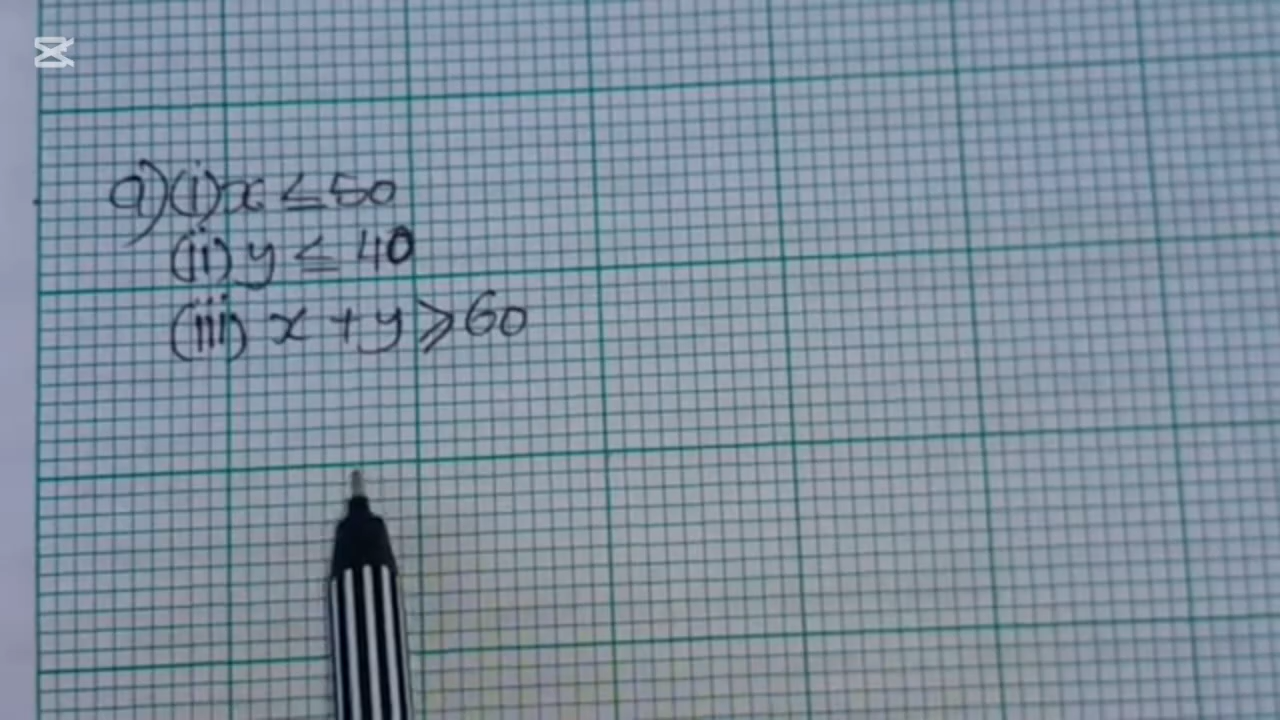 a) (i) x ≤ 50
(ii) y ≤ 40
(iii) x + y ⩾ 60